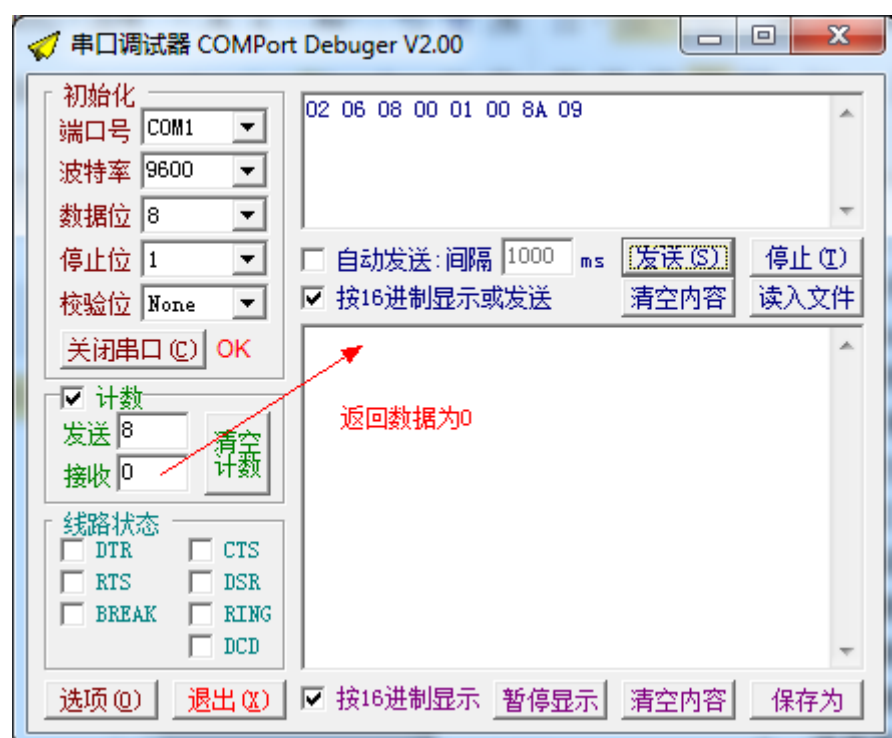 串口调试器 COMPort Debuger V2.00
初始化
端口号 COM1
波特率 9600
数据位 8
停止位 1
校验位 None
关闭串口(C) OK
计数
发送 8
接收 0
清空
计数
线路状态
DTR CTS
RTS DSR
BREAK RING
DCD
选项(O) 退出(X)
02 06 08 00 01 00 8A 09
自动发送:间隔 1000 ms 发送(S) 停止(T)
按16进制显示或发送 清空内容 读入文件
返回数据为0
按16进制显示 暂停显示 清空内容 保存为